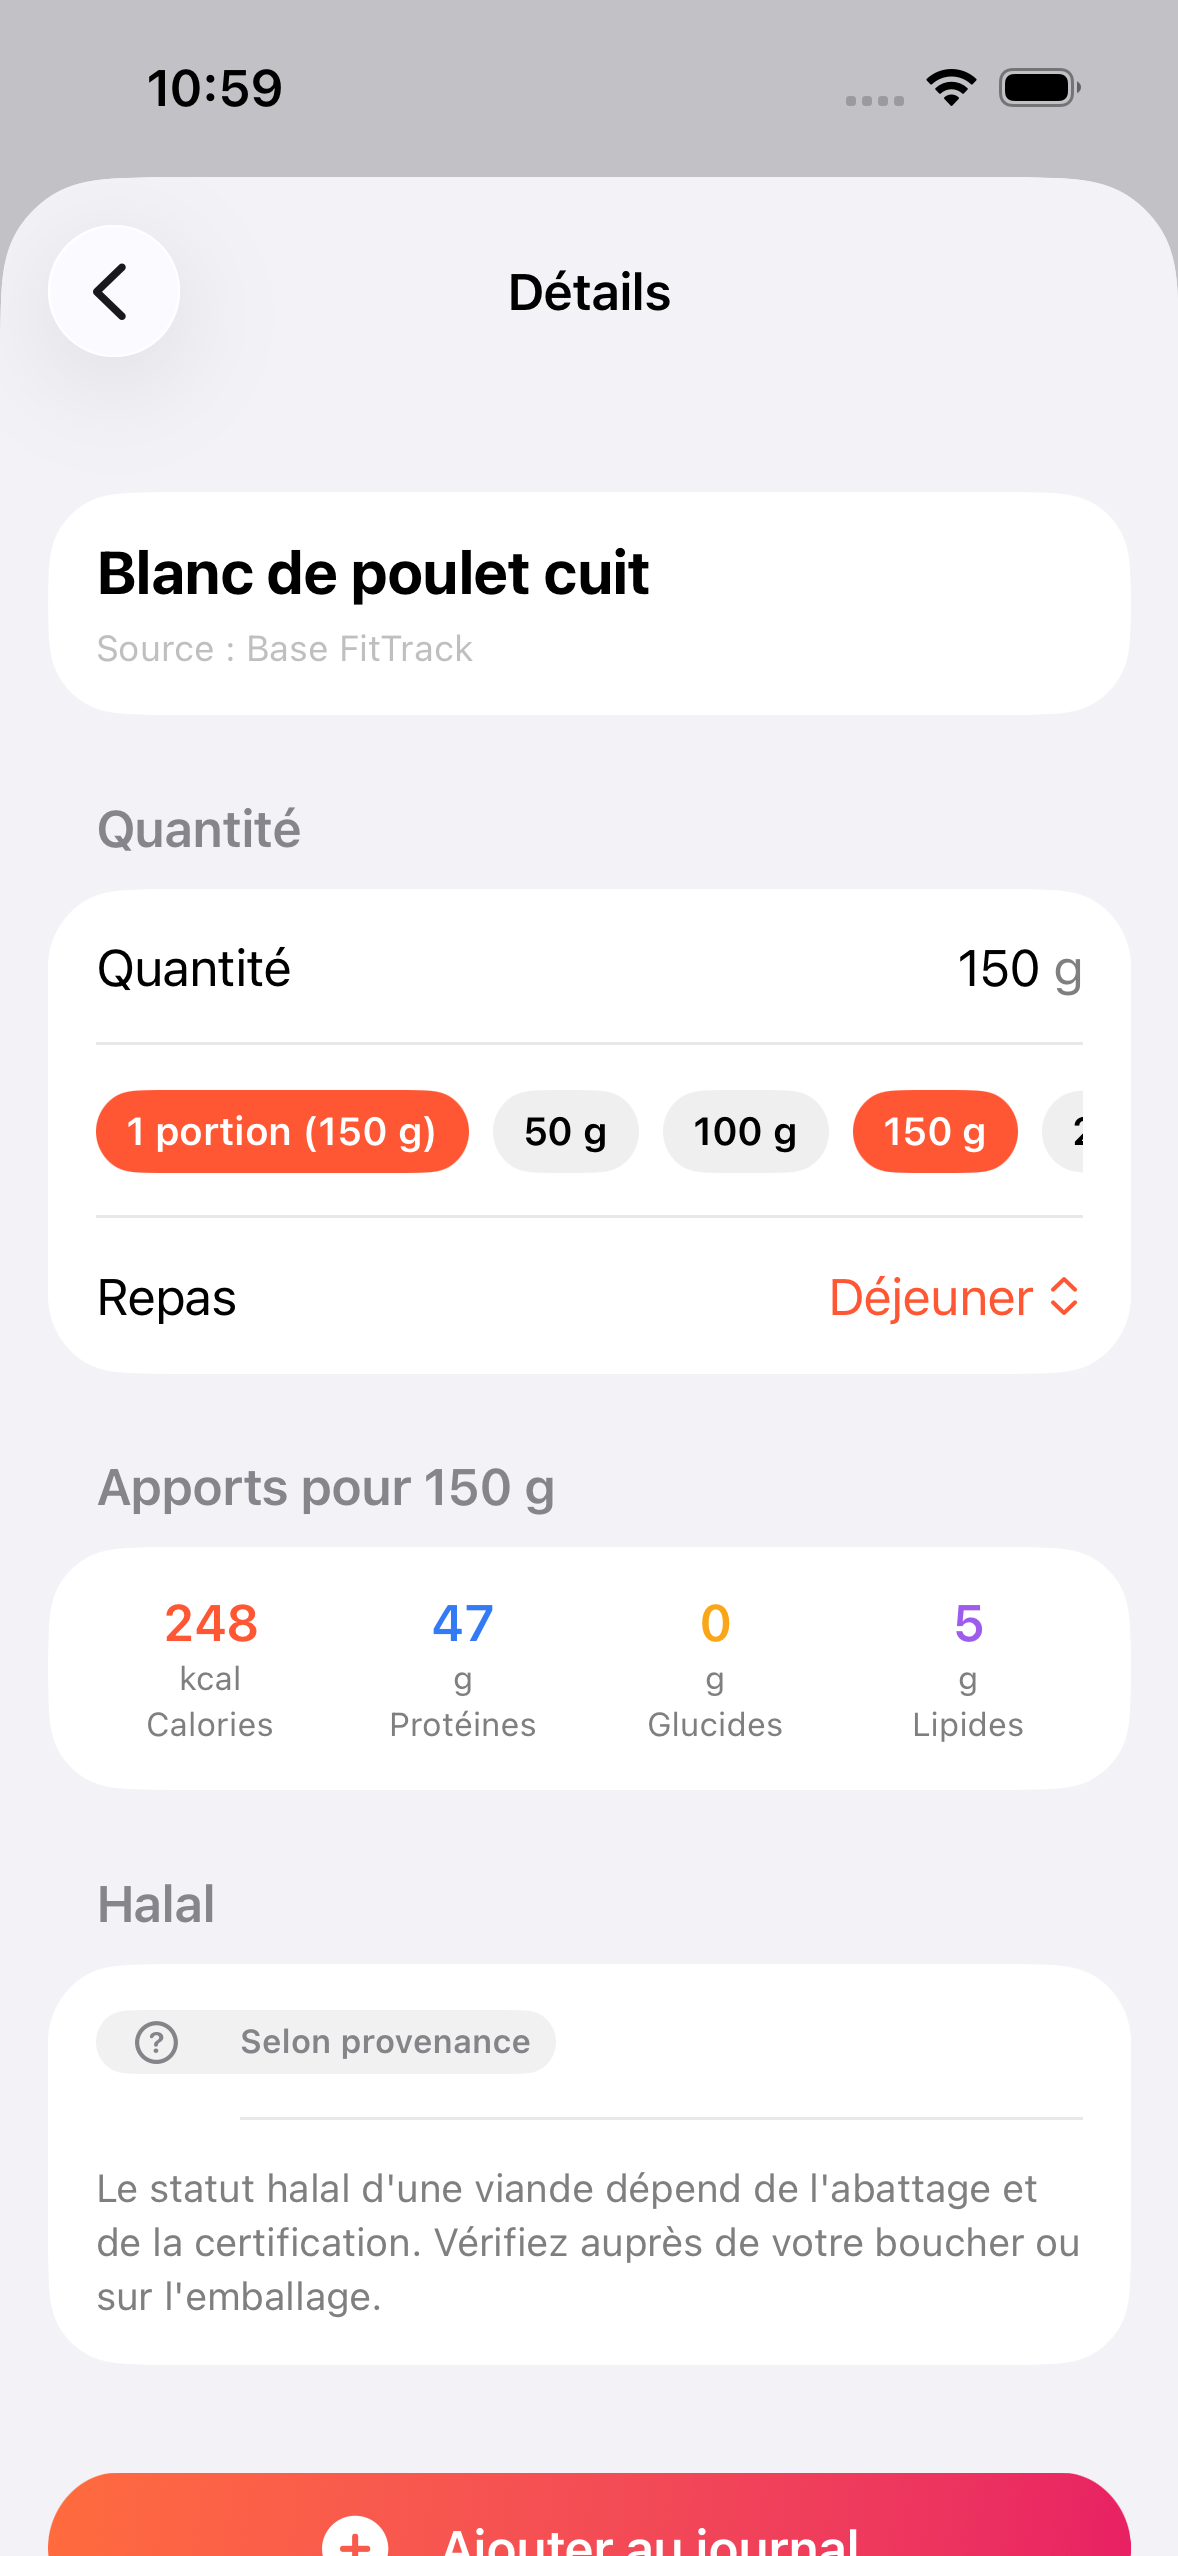 10:59
Détails
Blanc de poulet cuit
Source : Base FitTrack
Quantité
Quantité 150 g
1 portion (150 g) 50 g 100 g 150 g
Repas Déjeuner
Apports pour 150 g
248 47 0 5
kcal g g g
Calories Protéines Glucides Lipides
Halal
Selon provenance
Le statut halal d'une viande dépend de l'abattage et
de la certification. Vérifiez auprès de votre boucher ou
sur l'emballage.
Ajouter au journal